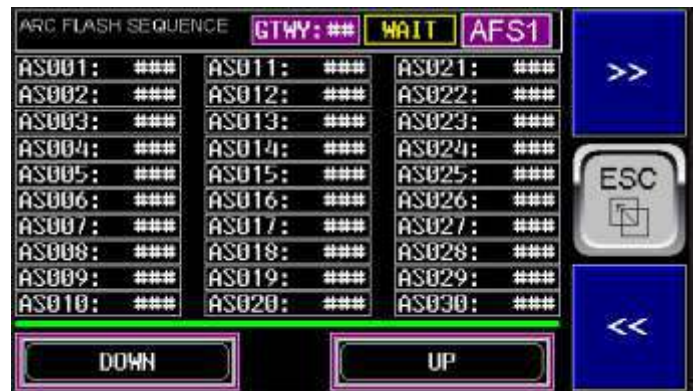 ARC FLASH SEQUENCE GTWY:## WAIT AFS1
AS001: ### AS011: ### AS021: ###
AS002: ### AS012: ### AS022: ###
AS003: ### AS013: ### AS023: ###
AS004: ### AS014: ### AS024: ###
AS005: ### AS015: ### AS025: ###
AS006: ### AS016: ### AS026: ###
AS007: ### AS017: ### AS027: ###
AS008: ### AS018: ### AS028: ###
AS009: ### AS019: ### AS029: ###
AS010: ### AS020: ### AS030: ###
DOWN UP
>>
ESC
<<